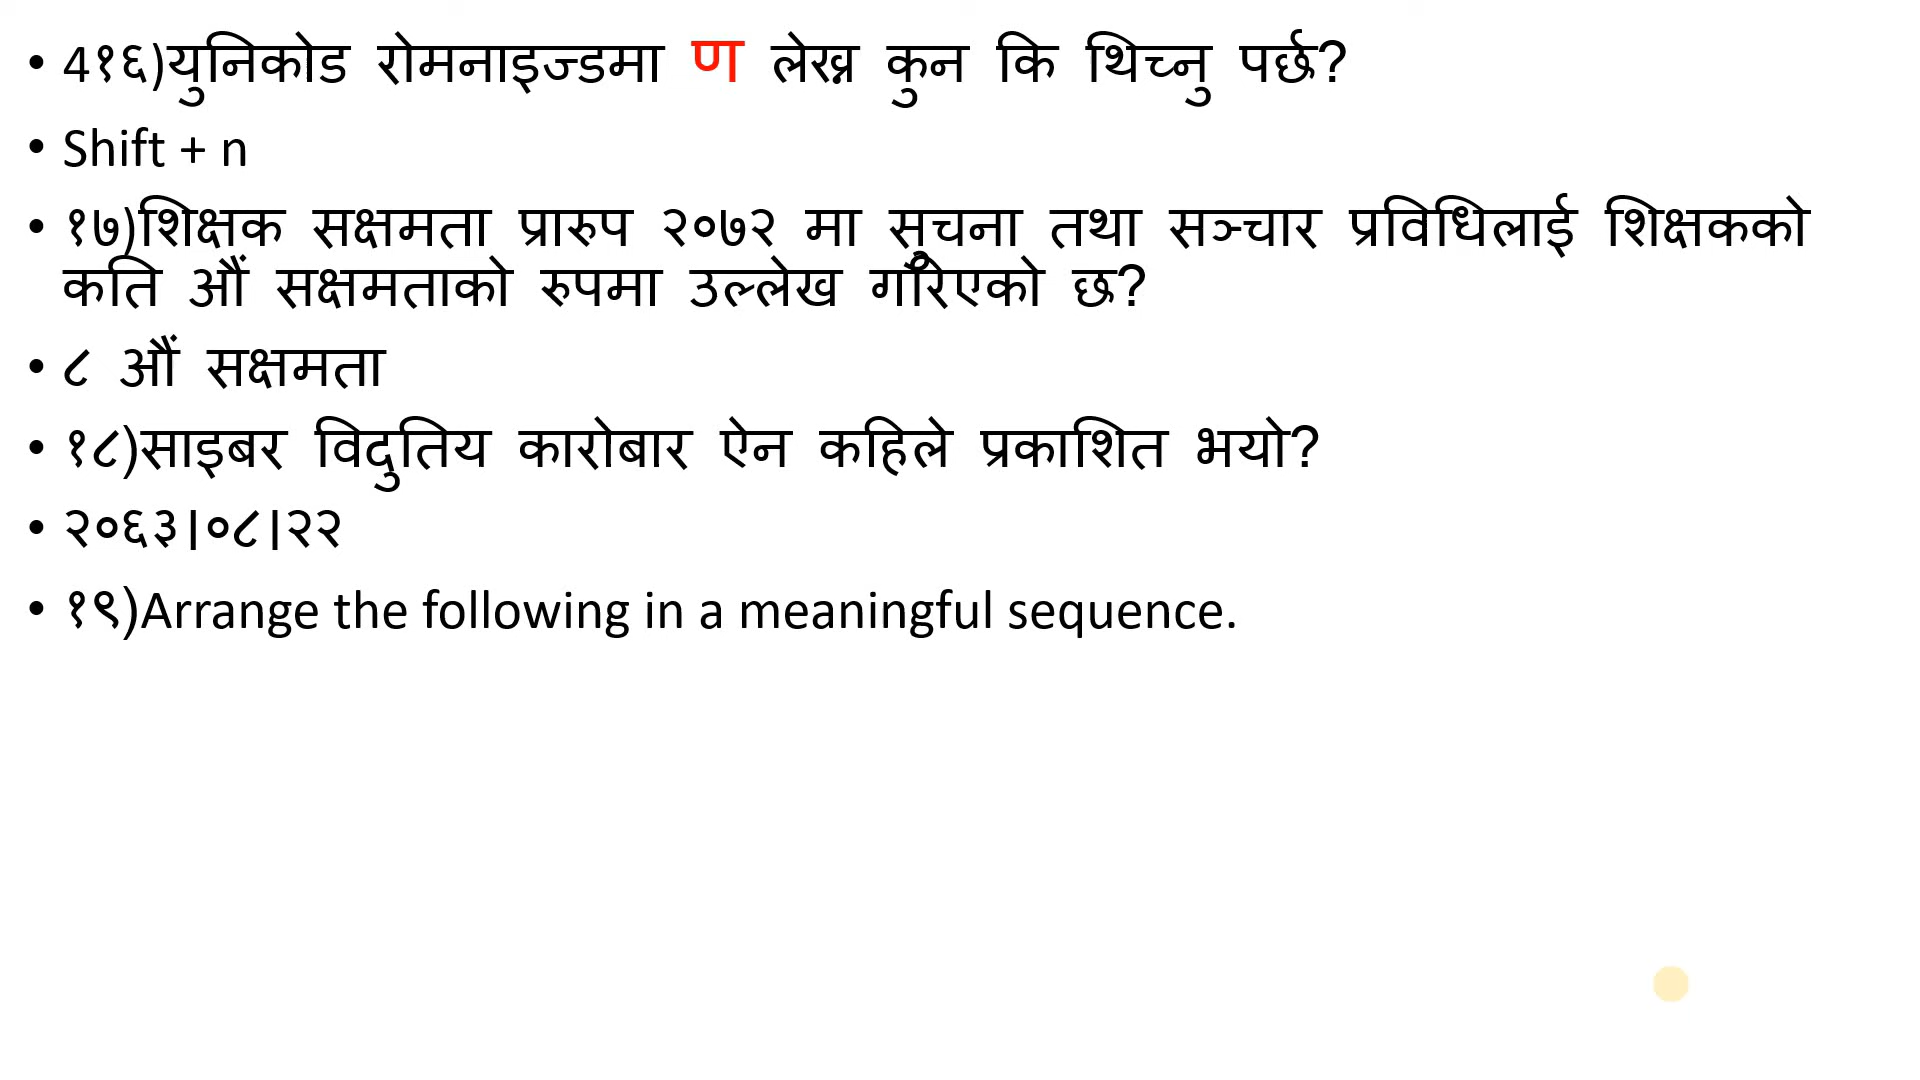 • 4१६)युनिकोड रोमनाइज्डमा ण लेख्न कुन कि थिच्नु पर्छ?
• Shift + n
• १७)शिक्षक सक्षमता प्रारुप २०७२ मा सुचना तथा सञ्चार प्रविधिलाई शिक्षकको
कति औं सक्षमताको रुपमा उल्लेख गरिएको छ?
• ८ औं सक्षमता
• १८)साइबर विदुतिय कारोबार ऐन कहिले प्रकाशित भयो?
• २०६३।०८।२२
• १९)Arrange the following in a meaningful sequence.